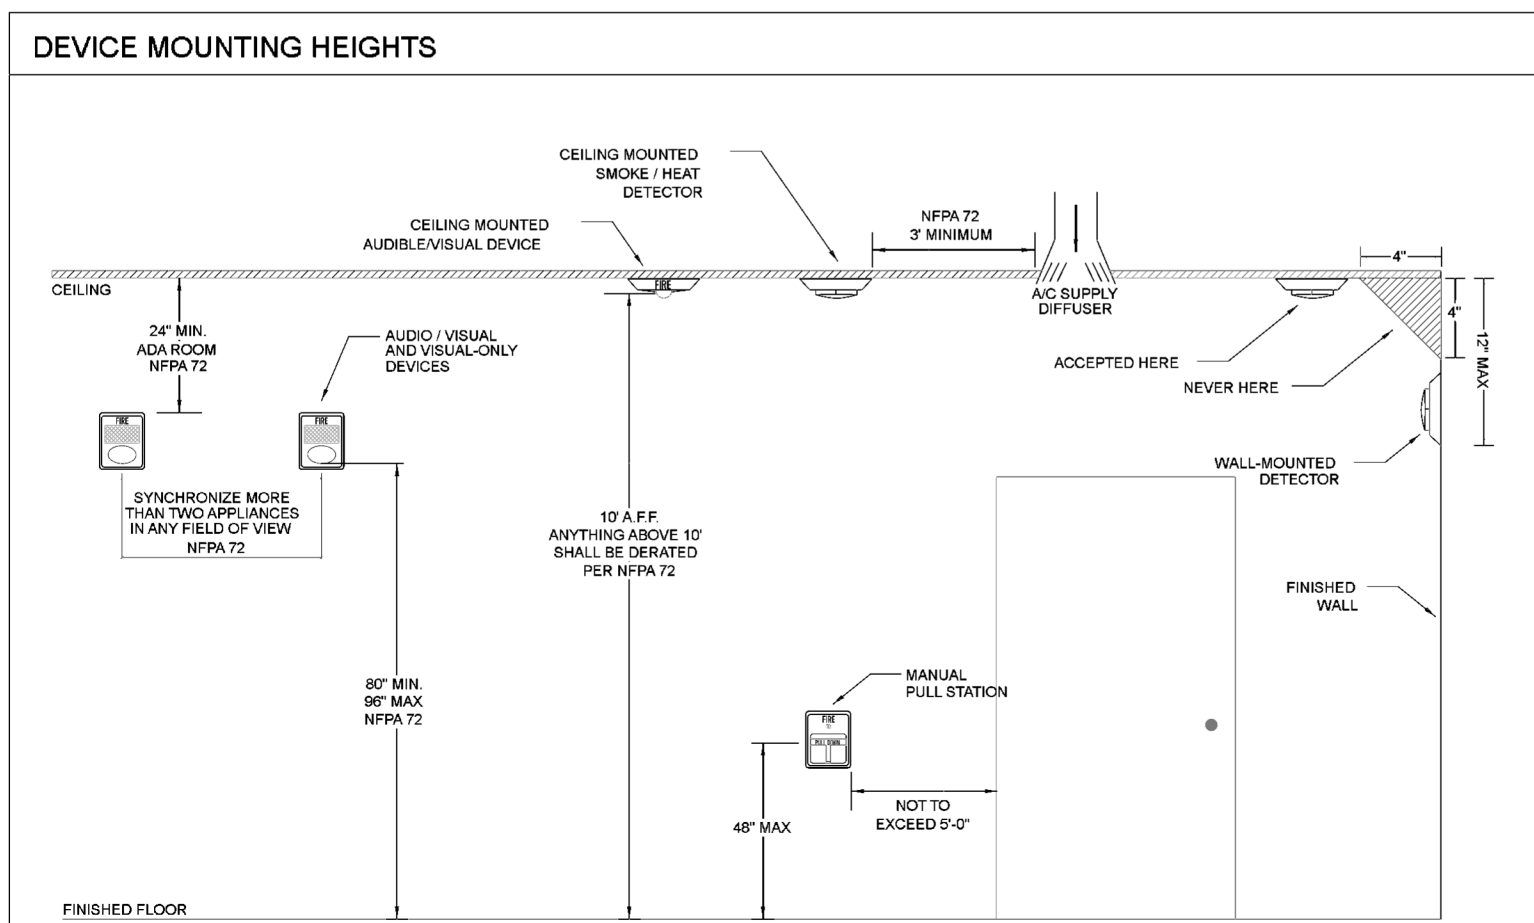 DEVICE MOUNTING HEIGHTS
CEILING MOUNTED
SMOKE / HEAT
DETECTOR
CEILING MOUNTED
AUDIBLE/VISUAL DEVICE
NFPA 72
3' MINIMUM
4"
CEILING
FIRE
A/C SUPPLY
DIFFUSER
4"
12" MAX
24" MIN.
ADA ROOM
NFPA 72
AUDIO / VISUAL
AND VISUAL-ONLY
DEVICES
ACCEPTED HERE
NEVER HERE
FIRE
FIRE
WALL-MOUNTED
DETECTOR
SYNCHRONIZE MORE
THAN TWO APPLIANCES
IN ANY FIELD OF VIEW
NFPA 72
10' A.F.F.
ANYTHING ABOVE 10'
SHALL BE DERATED
PER NFPA 72
FINISHED
WALL
80" MIN.
96" MAX
NFPA 72
MANUAL
PULL STATION
FIRE
PULL DOWN
NOT TO
EXCEED 5'-0"
48" MAX
FINISHED FLOOR